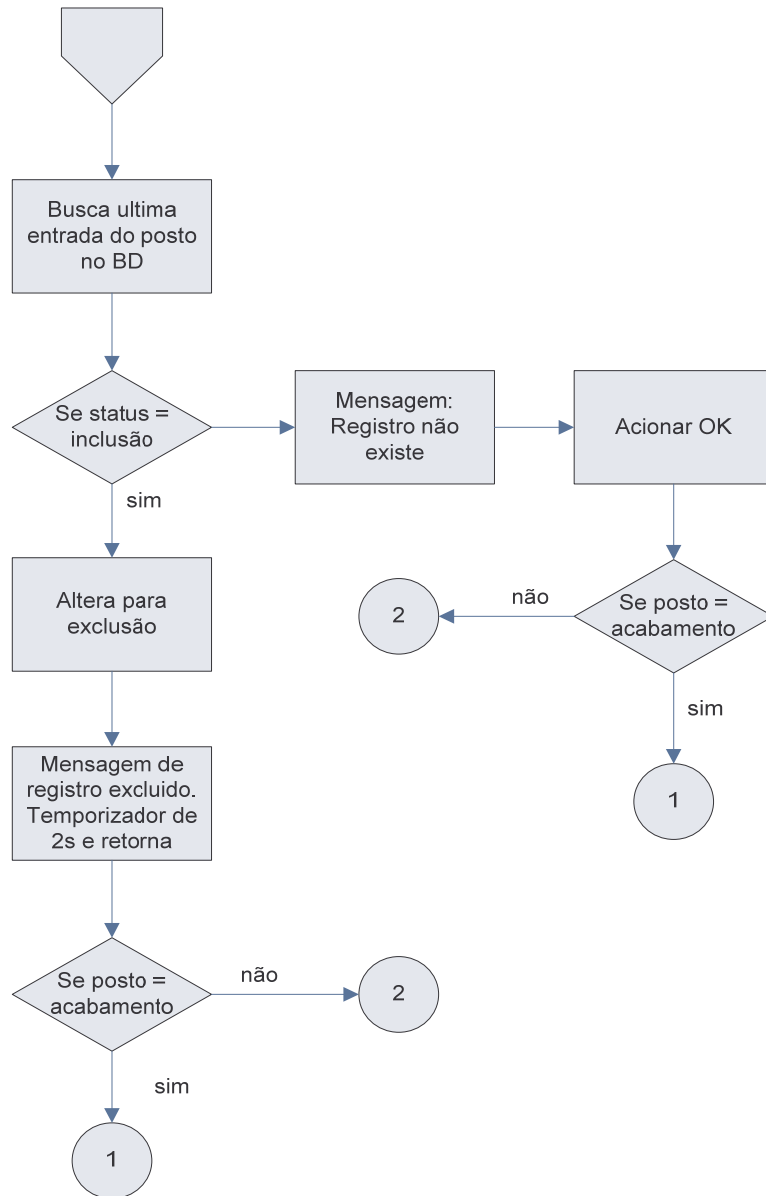 Busca ultima
entrada do posto
no BD
Se status =
inclusão
Mensagem:
Registro não
existe
Acionar OK
sim
Altera para
exclusão
2
não
Se posto =
acabamento
sim
1
Mensagem de
registro excluido.
Temporizador de
2s e retorna
Se posto =
acabamento
não
2
sim
1